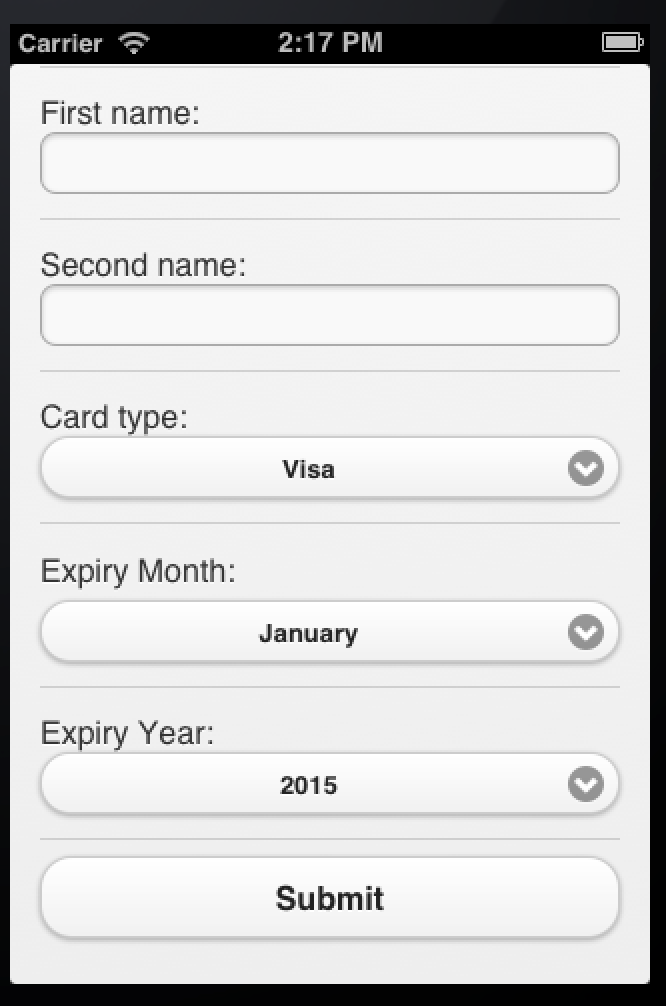 Carrier 2:17 PM
First name:
Second name:
Card type:
Visa
Expiry Month:
January
Expiry Year:
2015
Submit